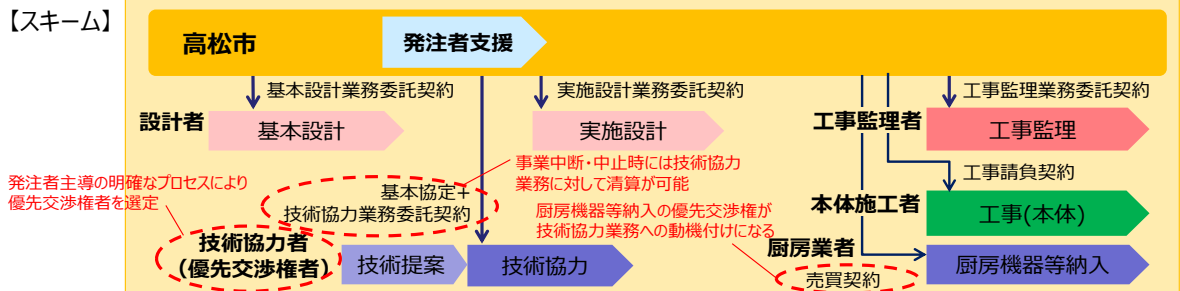 【スキーム】
高松市
発注者支援
基本設計業務委託契約
実施設計業務委託契約
工事監理業務委託契約
設計者
基本設計
実施設計
工事監理者
工事監理
事業中断・中止時には技術協力
業務に対して清算が可能
工事請負契約
発注者主導の明確なプロセスにより
優先交渉権者を選定
基本協定+
技術協力業務委託契約
厨房機器等納入の優先交渉権が
技術協力業務への動機付けになる
本体施工者
工事(本体)
技術協力者
(優先交渉権者)
技術提案
技術協力
厨房業者
売買契約
厨房機器等納入